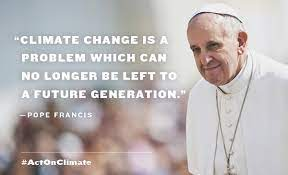 “CLIMATE CHANGE IS A
PROBLEM WHICH CAN
NO LONGER BE LEFT TO
A FUTURE GENERATION.”
—POPE FRANCIS
#ActOnClimate